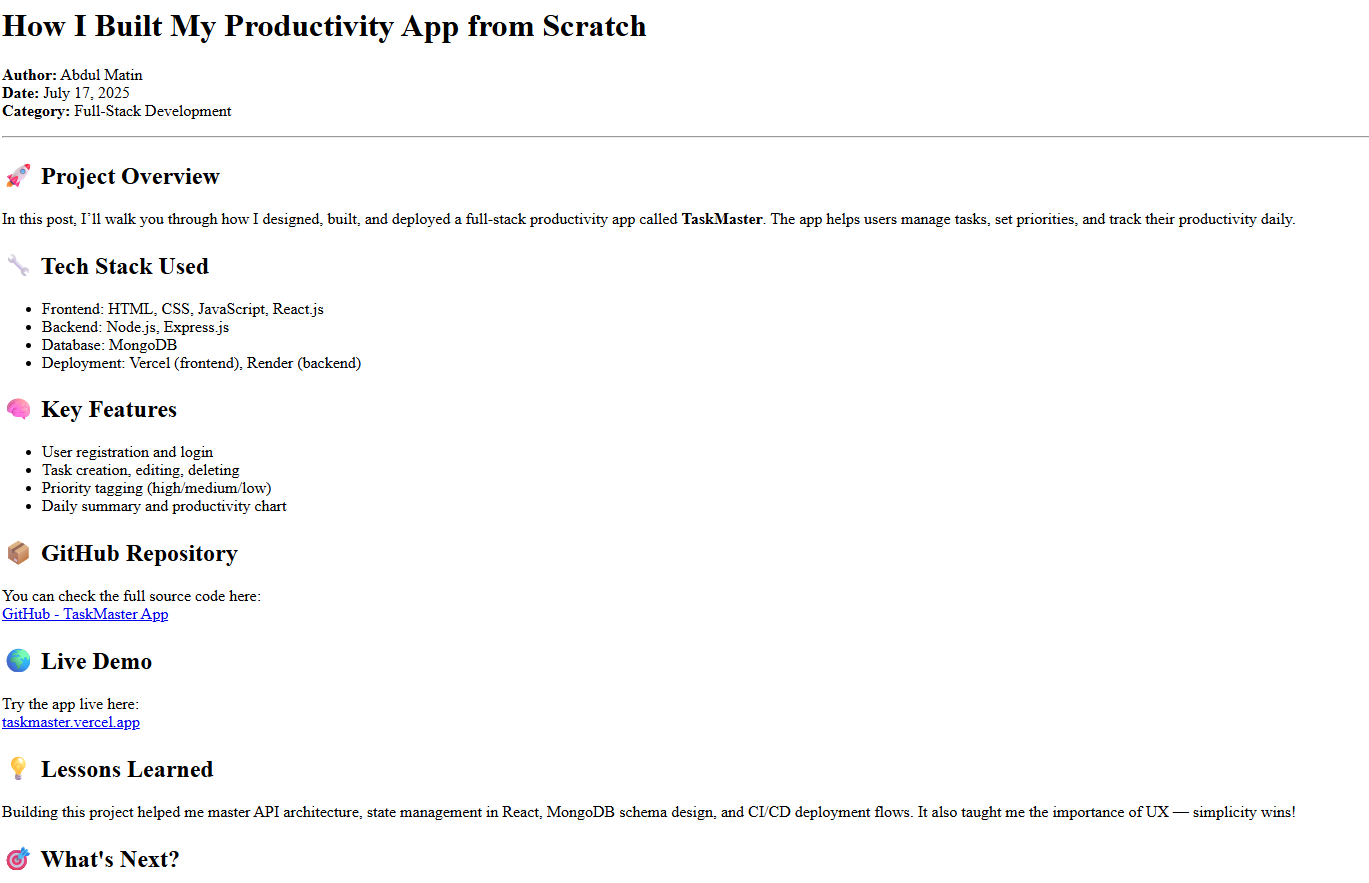 How I Built My Productivity App from Scratch
Author: Abdul Matin
Date: July 17, 2025
Category: Full-Stack Development
🚀 Project Overview
In this post, I’ll walk you through how I designed, built, and deployed a full-stack productivity app called TaskMaster. The app helps users manage tasks, set priorities, and track their productivity daily.
🔧 Tech Stack Used
• Frontend: HTML, CSS, JavaScript, React.js
• Backend: Node.js, Express.js
• Database: MongoDB
• Deployment: Vercel (frontend), Render (backend)
🧠 Key Features
• User registration and login
• Task creation, editing, deleting
• Priority tagging (high/medium/low)
• Daily summary and productivity chart
📦 GitHub Repository
You can check the full source code here:
GitHub - TaskMaster App
🌍 Live Demo
Try the app live here:
taskmaster.vercel.app
💡 Lessons Learned
Building this project helped me master API architecture, state management in React, MongoDB schema design, and CI/CD deployment flows. It also taught me the importance of UX — simplicity wins!
🎯 What's Next?